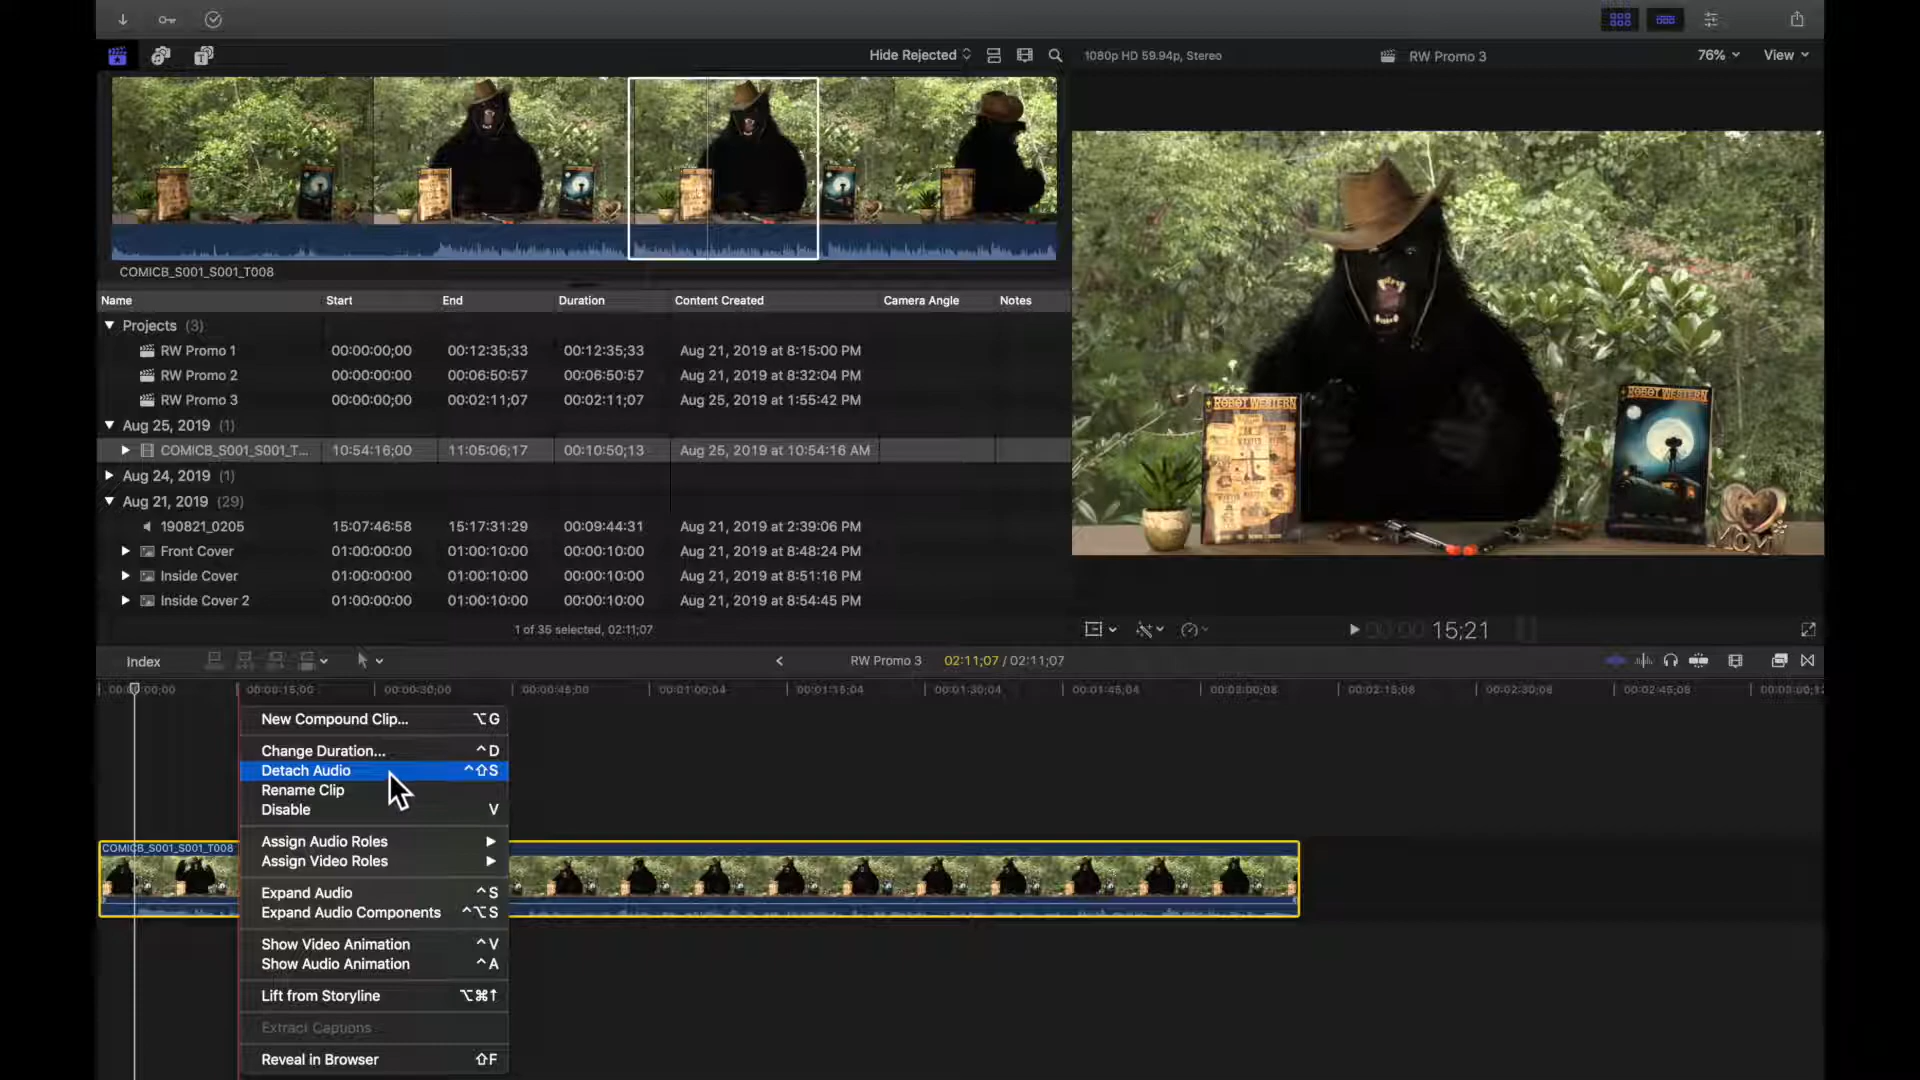 Hide Rejected
1080p HD 59.94p, Stereo
RW Promo 3
76%
View
COMICB_S001_S001_T008
Name Start End Duration Content Created Camera Angle Notes
Projects (3)
RW Promo 1 00:00:00;00 00:12:35;33 00:12:35;33 Aug 21, 2019 at 8:15:00 PM
RW Promo 2 00:00:00:00 00:06:50:57 00:06:50:57 Aug 21, 2019 at 8:32:04 PM
RW Promo 3 00:00:00;00 00:02:11;07 00:02:11;07 Aug 25, 2019 at 1:55:42 PM
Aug 25, 2019 (1)
COMICB_S001_S001_T... 10:54:16;00 11:05:06;17 00:10:50;13 Aug 25, 2019 at 10:54:16 AM
Aug 24, 2019 (1)
Aug 21, 2019 (29)
190821_0205 15:07:46:58 15:17:31:29 00:09:44:31 Aug 21, 2019 at 2:39:06 PM
Front Cover 01:00:00:00 01:00:10:00 00:00:10:00 Aug 21, 2019 at 8:48:24 PM
Inside Cover 01:00:00:00 01:00:10:00 00:00:10:00 Aug 21, 2019 at 8:51:16 PM
Inside Cover 2 01:00:00:00 01:00:10:00 00:00:10:00 Aug 21, 2019 at 8:54:45 PM
1 of 35 selected, 02:11;07
ROBOT WESTERN
ROBOT WESTERN
MOM
15;21
Index
RW Promo 3 02:11;07 / 02:11;07
00:00:15;00 00:00:30;00 00:00:45;00 00:01:00;04 00:01:15;04 00:01:30;04 00:01:45;04 00:02:00;08 00:02:15;08 00:02:30;08 00:02:45;08
New Compound Clip... ⌥G
Change Duration... ^D
Detach Audio ^⇧S
Rename Clip
Disable V
Assign Audio Roles
Assign Video Roles
Expand Audio ^S
Expand Audio Components ^⌥S
Show Video Animation ^V
Show Audio Animation ^A
Lift from Storyline ⌥⌘↑
Extract Captions
Reveal in Browser ⇧F
COMICB_S001_S001_T008